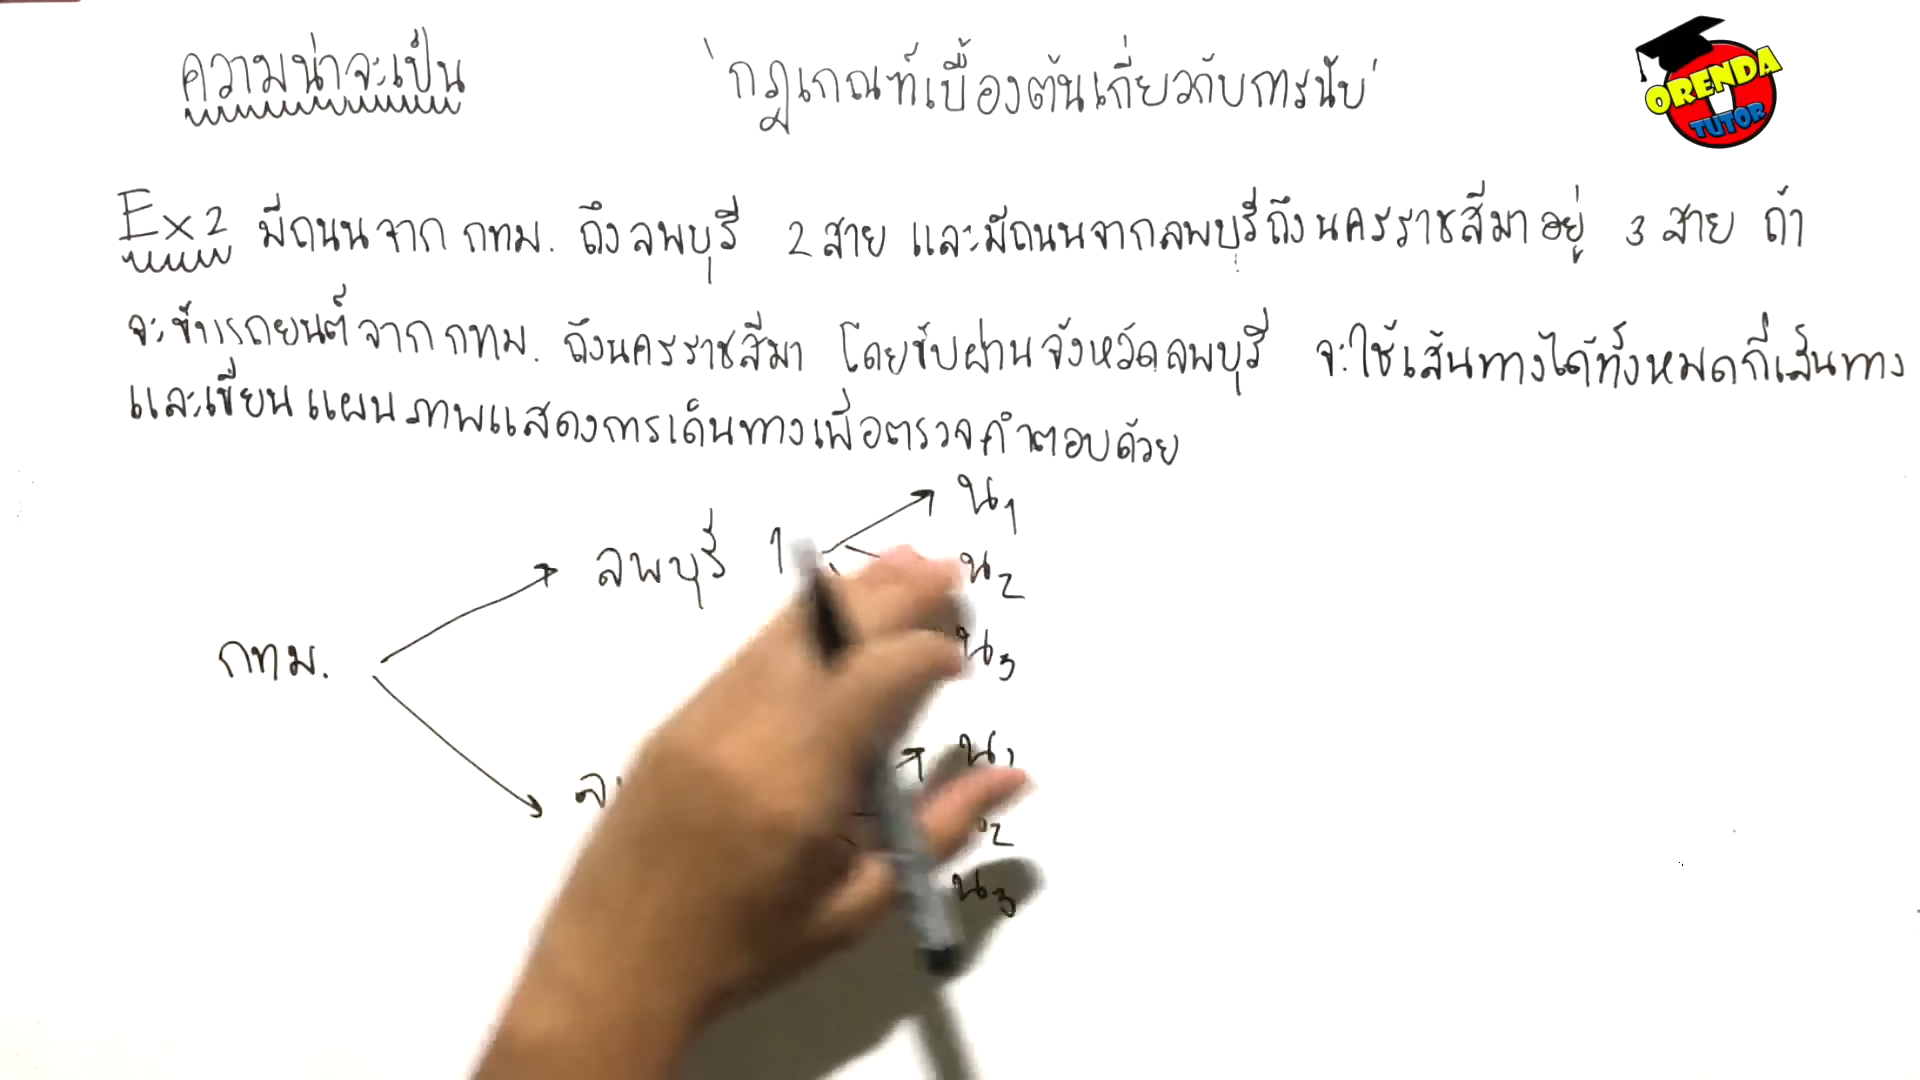 ความน่าจะเป็น
'กฎเกณฑ์เบื้องต้นเกี่ยวกับการนับ'
ORENDA
TUTOR
Ex2 มีถนนจาก กทม. ถึงลพบุรี 2 สาย และมีถนนจากลพบุรีถึงนครราชสีมาอยู่ 3 สาย ถ้า
จะขับรถยนต์จากกทม. ถึงนครราชสีมา โดยขับผ่านจังหวัดลพบุรี จะใช้เส้นทางได้ทั้งหมดกี่เส้นทาง
และเขียนแผนภาพแสดงการเดินทางเพื่อตรวจคำตอบด้วย
น1
ลพบุรี 1
น2
กทม.
น3
น1
ล
2
น3